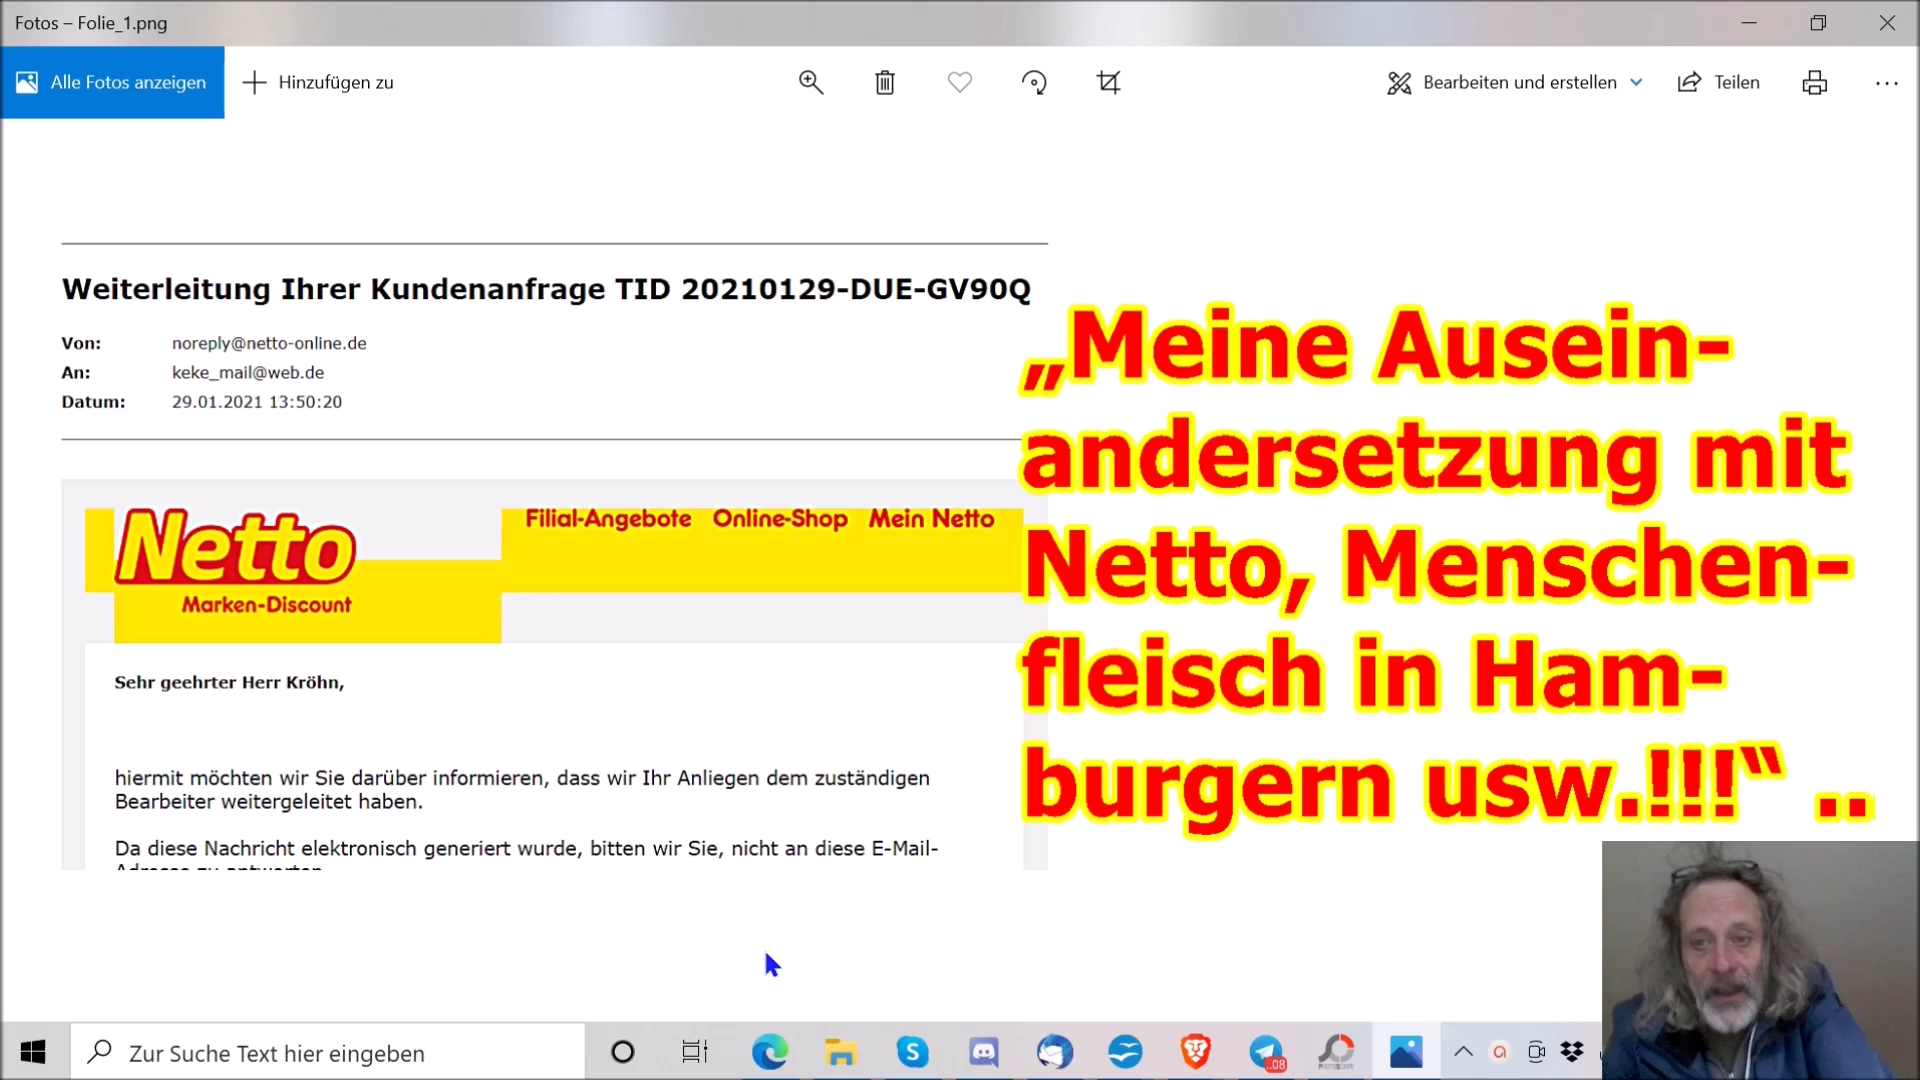 Fotos – Folie_1.png
Alle Fotos anzeigen
Hinzufügen zu
Bearbeiten und erstellen
Teilen
Weiterleitung Ihrer Kundenanfrage TID 20210129-DUE-GV90Q
Von: noreply@netto-online.de
An: keke_mail@web.de
Datum: 29.01.2021 13:50:20
Netto
Marken-Discount
Filial-Angebote Online-Shop Mein Netto
Sehr geehrter Herr Kröhn,
hiermit möchten wir Sie darüber informieren, dass wir Ihr Anliegen dem zuständigen
Bearbeiter weitergeleitet haben.
Da diese Nachricht elektronisch generiert wurde, bitten wir Sie, nicht an diese E-Mail-
Adresse zu antworten
„Meine Ausein-
andersetzung mit
Netto, Menschen-
fleisch in Ham-
burgern usw.!!!“ ..
Zur Suche Text hier eingeben
..08